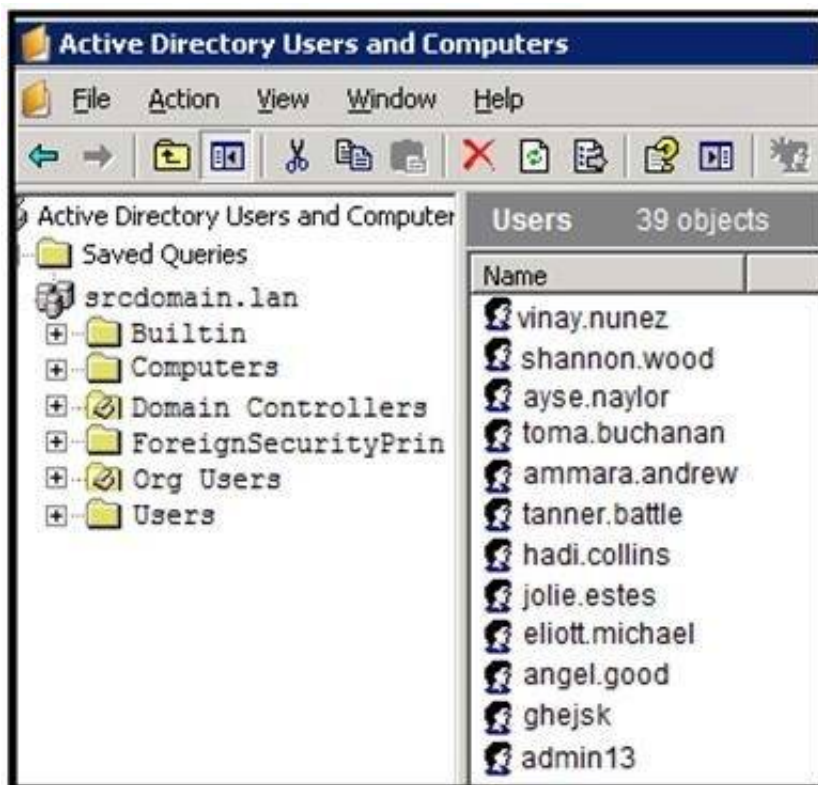 Active Directory Users and Computers
File Action View Window Help
Active Directory Users and Computer
Saved Queries
srcdomain.lan
Builtin
Computers
Domain Controllers
ForeignSecurityPrin
Org Users
Users
Users 39 objects
Name
vinay.nunez
shannon.wood
ayse.naylor
toma.buchanan
ammara.andrew
tanner.battle
hadi.collins
jolie.estes
eliott.michael
angel.good
ghejsk
admin13